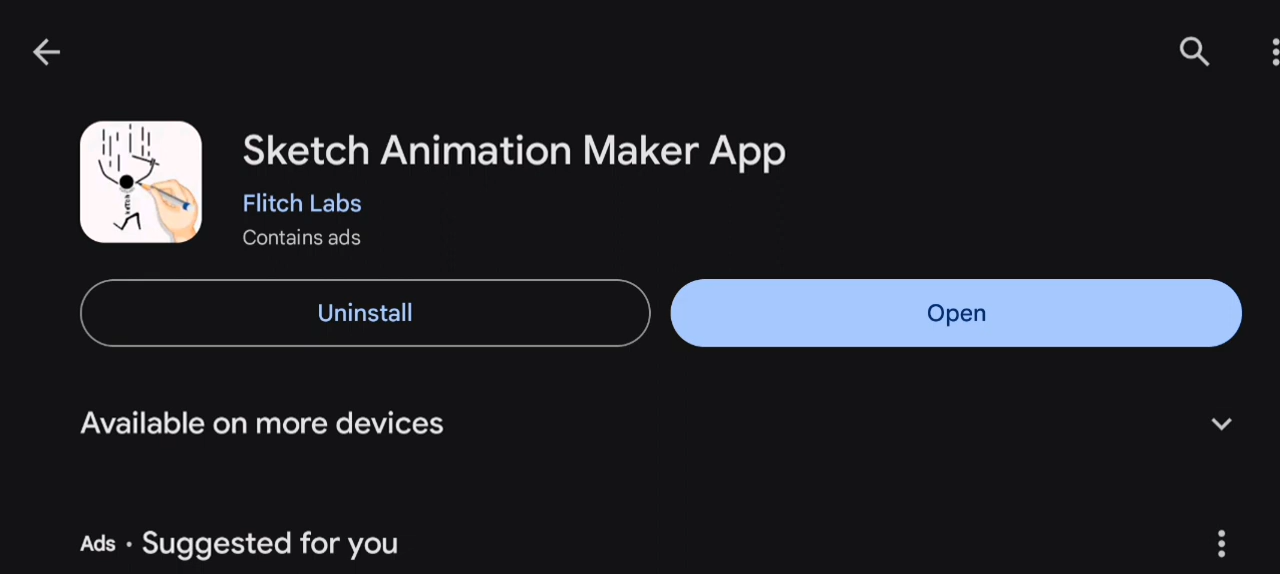 Sketch Animation Maker App
Flitch Labs
Contains ads
Uninstall
Open
Available on more devices
Ads • Suggested for you